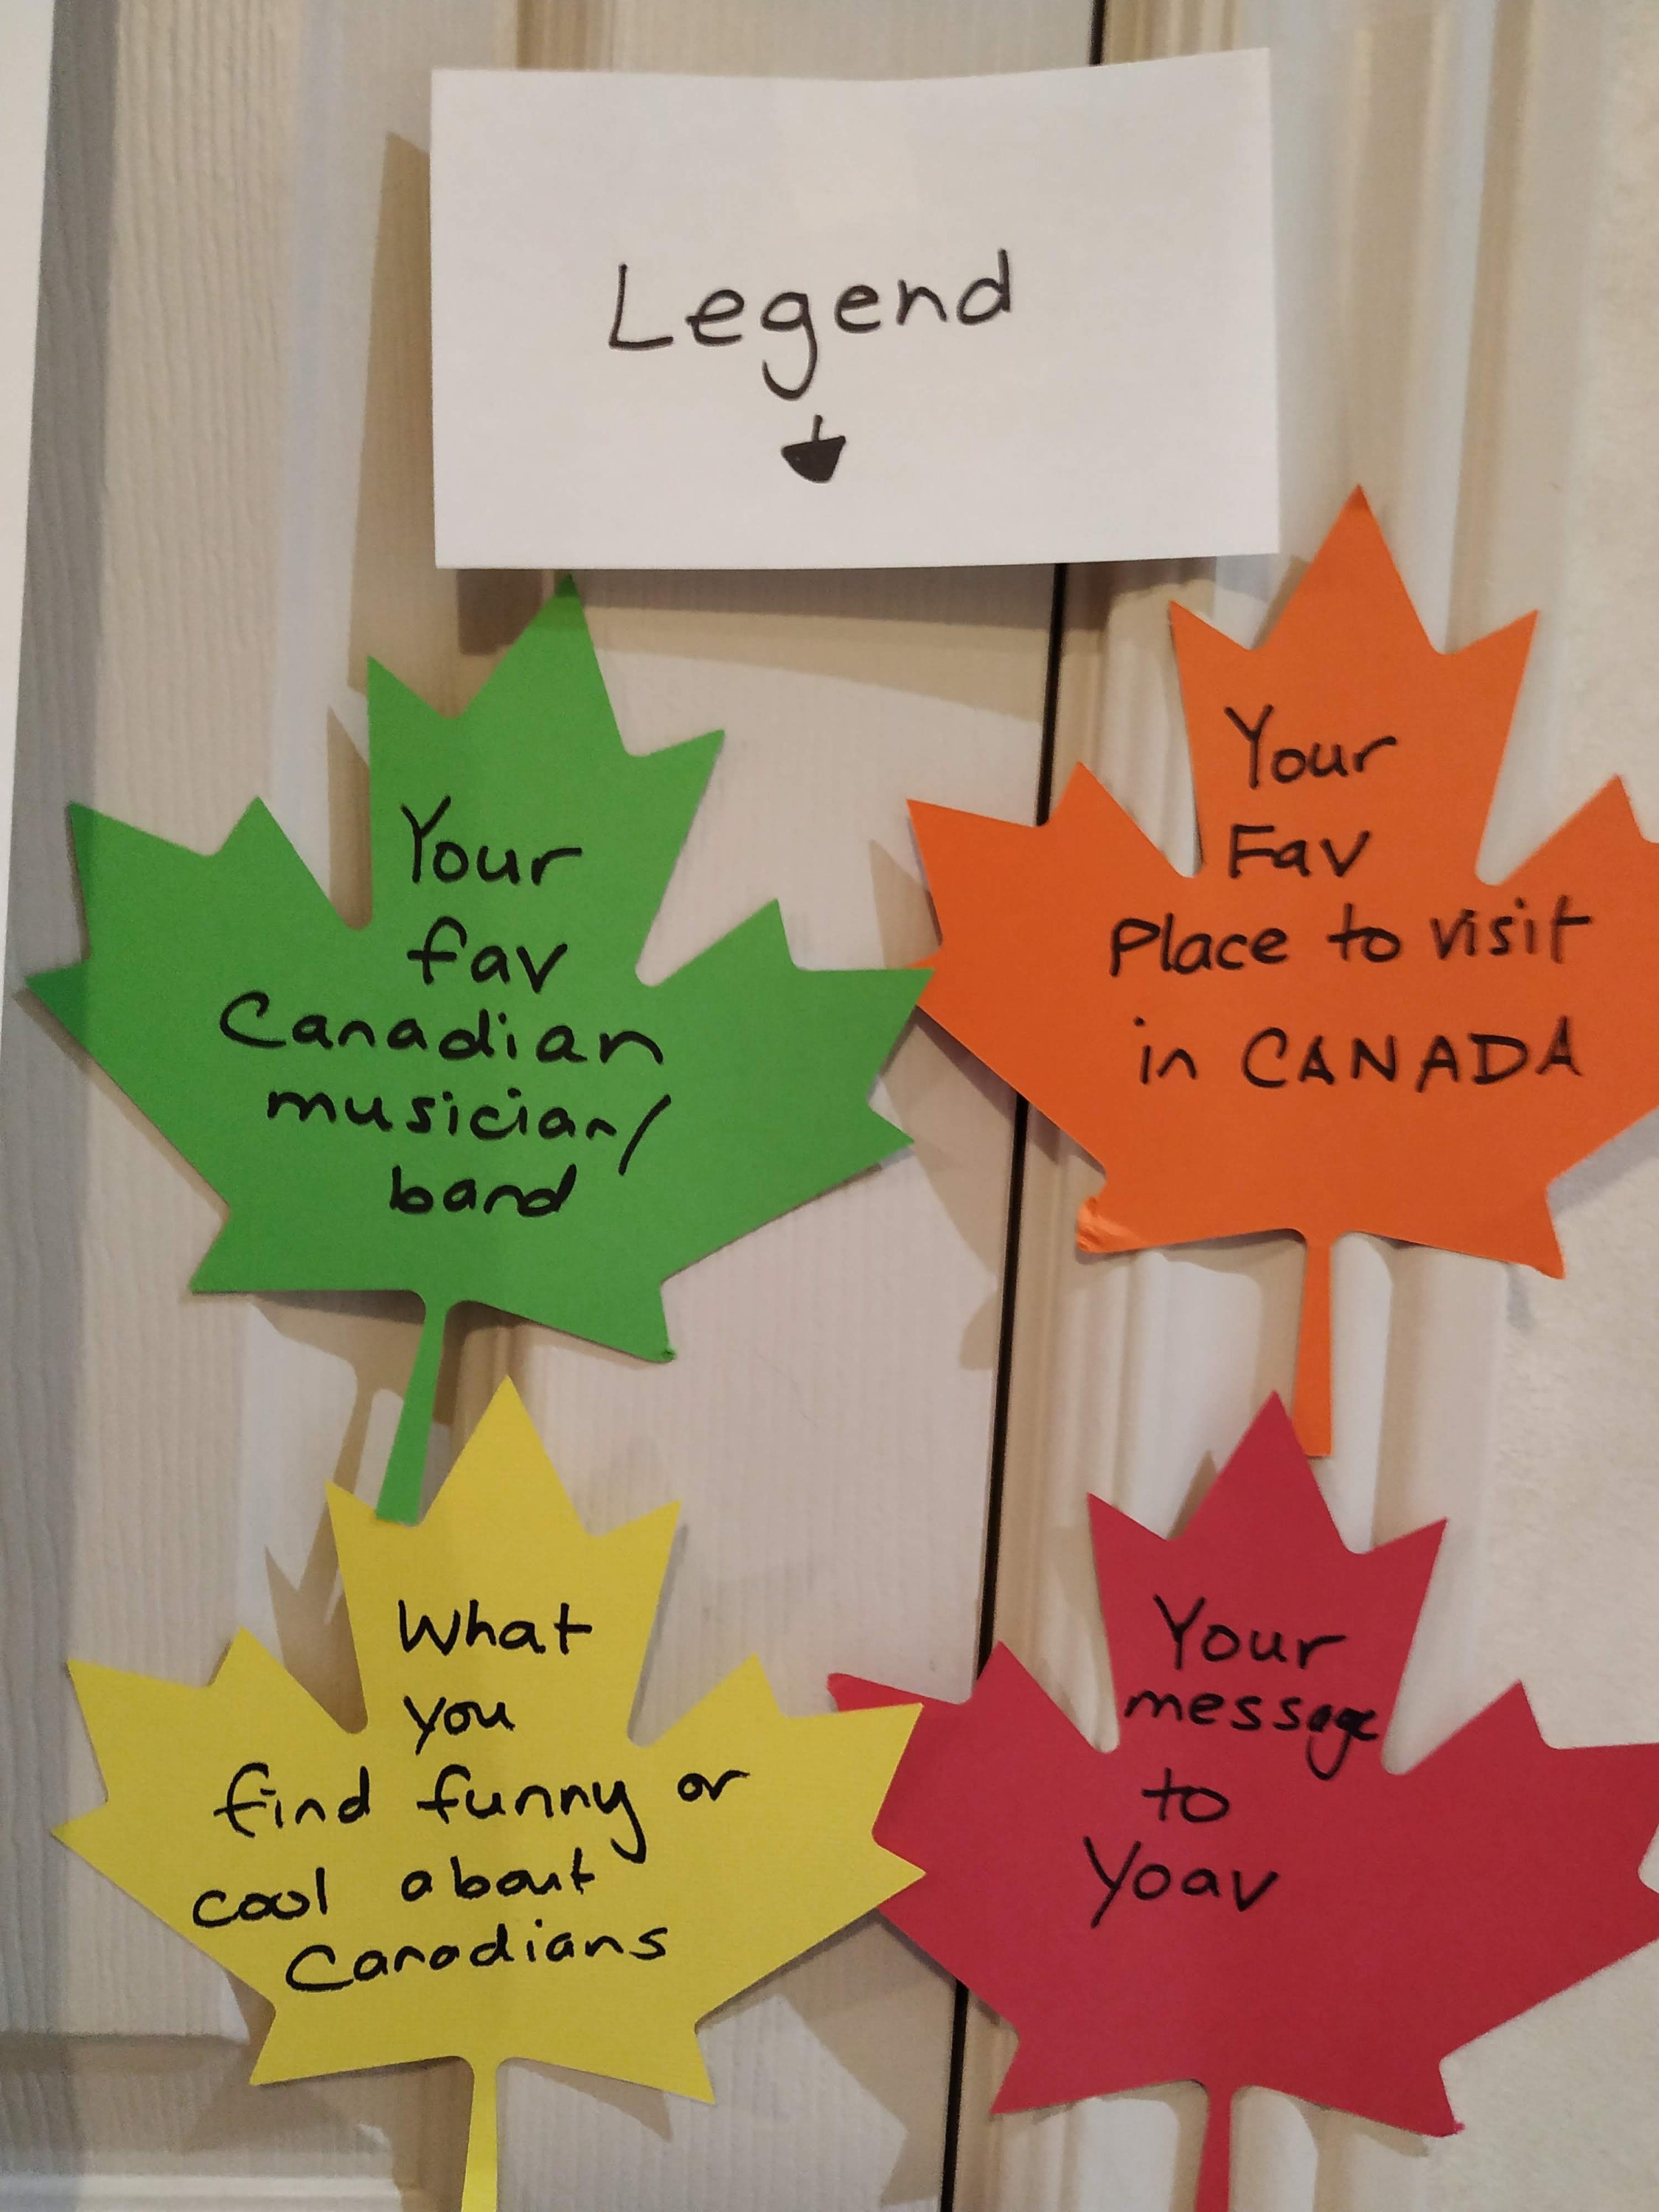 Legend
Your
fav
Canadian
musician/
band
Your
Fav
Place to visit
in CANADA
What
you
find funny or
cool about
Canadians
Your
message
to
Yoav